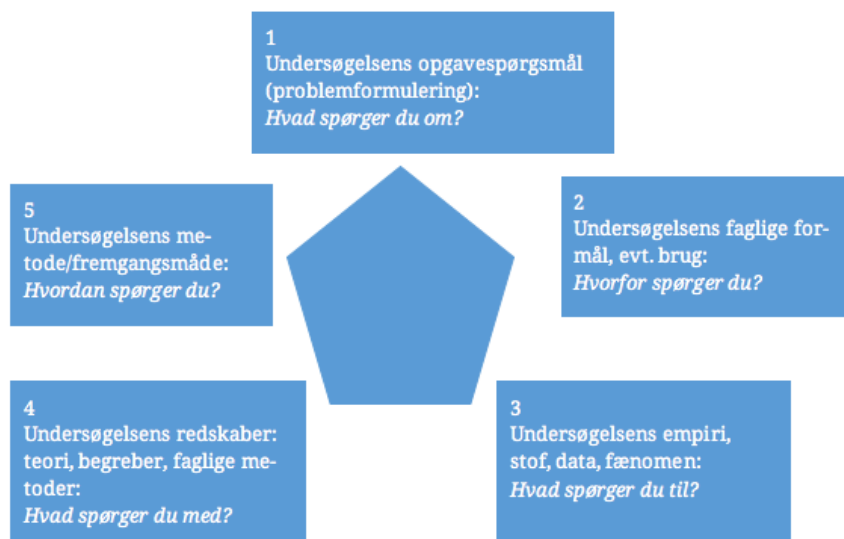 1
Undersøgelsens opgavespørgsmål
(problemformulering):
Hvad spørger du om?
2
Undersøgelsens faglige for-
mål, evt. brug:
Hvorfor spørger du?
3
Undersøgelsens empiri,
stof, data, fænomen:
Hvad spørger du til?
4
Undersøgelsens redskaber:
teori, begreber, faglige me-
toder:
Hvad spørger du med?
5
Undersøgelsens me-
tode/fremgangsmåde:
Hvordan spørger du?